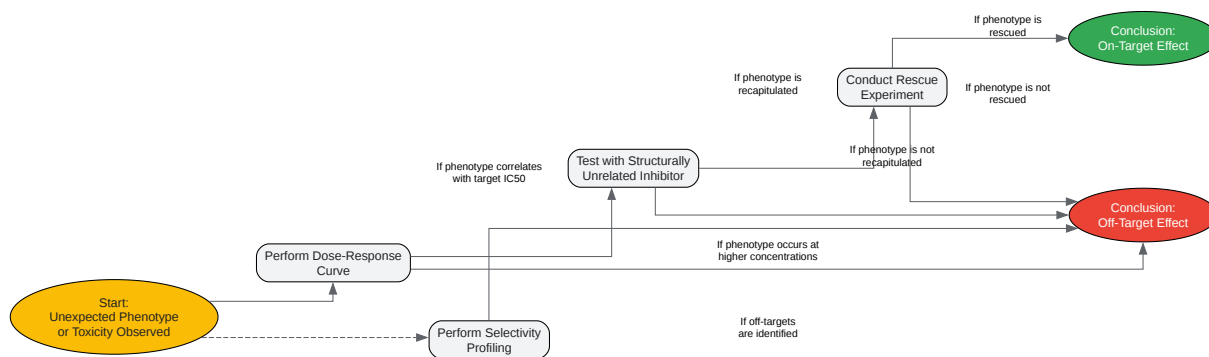 If phenotype is
rescued
Conclusion:
On-Target Effect
If phenotype is
recapitulated
Conduct Rescue
Experiment
If phenotype is not
rescued
If phenotype correlates
with target IC50
Test with Structurally
Unrelated Inhibitor
If phenotype is not
recapitulated
Conclusion:
Off-Target Effect
Perform Dose-Response
Curve
If phenotype occurs at
higher concentrations
Start:
Unexpected Phenotype
or Toxicity Observed
Perform Selectivity
Profiling
If off-targets
are identified